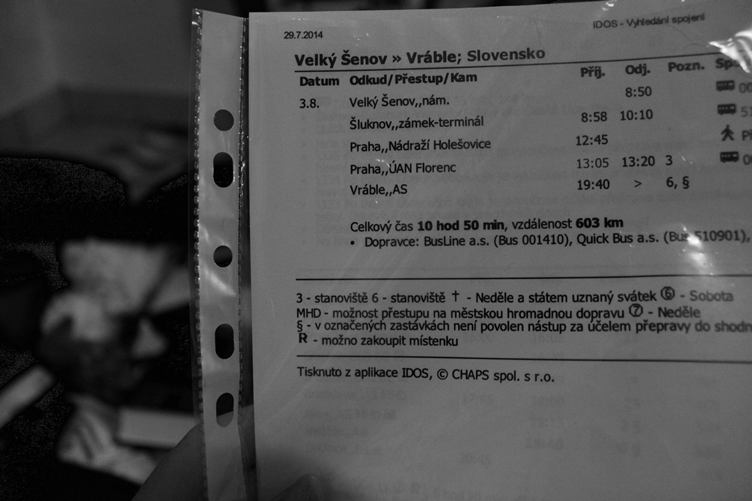 29.7.2014 IDOS - Vyhledání spojení
Velký Šenov » Vráble; Slovensko
Datum Odkud/Přestup/Kam Příj. Odj. Pozn. Sp
3.8. Velký Šenov,,nám. 8:50 00
Šluknov,,zámek-terminál 8:58 10:10 51
Praha,,Nádraží Holešovice 12:45
Praha,,ÚAN Florenc 13:05 13:20 3 00
Vráble,,AS 19:40 > 6, §
Celkový čas 10 hod 50 min, vzdálenost 603 km
• Dopravce: BusLine a.s. (Bus 001410), Quick Bus a.s. (Bus 510901),
3 - stanoviště 6 - stanoviště † - Neděle a státem uznaný svátek ⑥ - Sobota
MHD - možnost přestupu na městskou hromadnou dopravu ⑦ - Neděle
§ - v označených zastávkách není povolen nástup za účelem přepravy do shodn
R - možno zakoupit místenku
Tisknuto z aplikace IDOS, © CHAPS spol. s r.o.